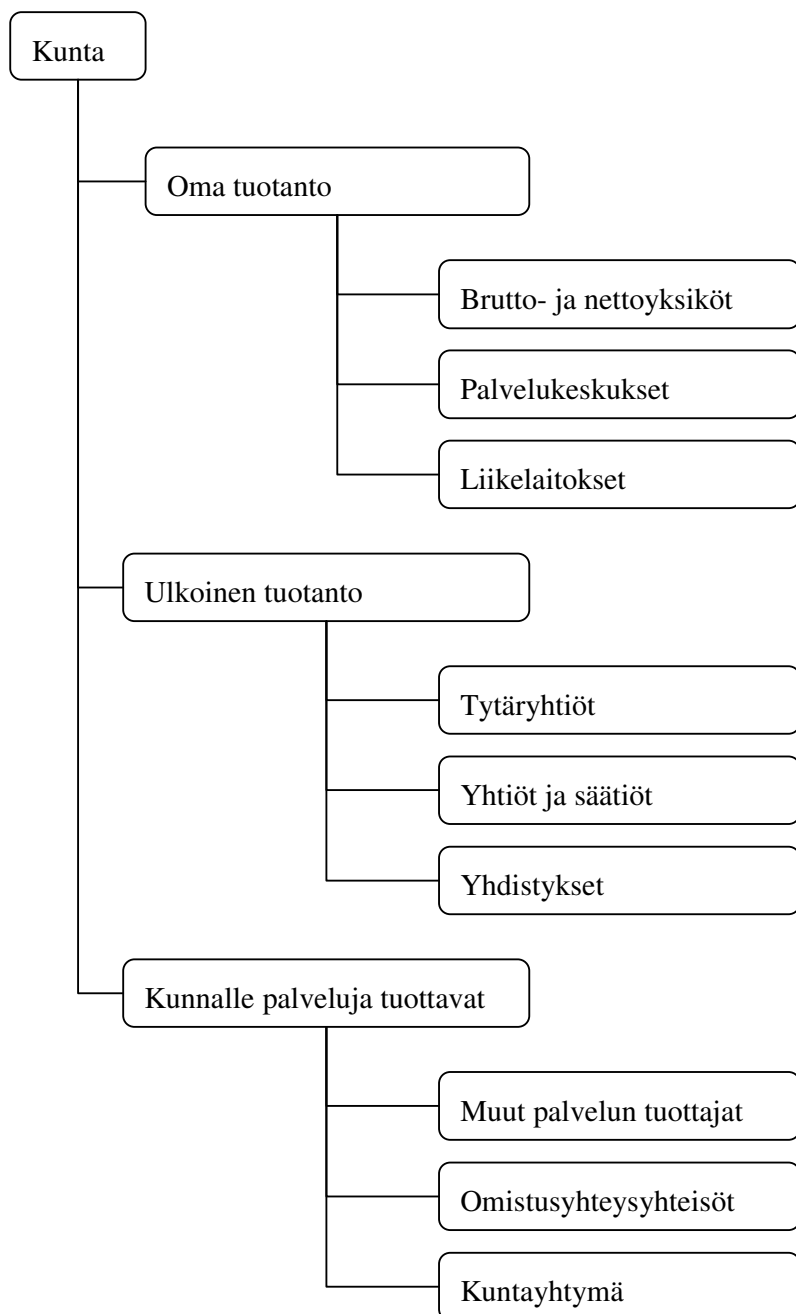 Kunta
Oma tuotanto
Brutto- ja nettoyksiköt
Palvelukeskukset
Liikelaitokset
Ulkoinen tuotanto
Tytäryhtiöt
Yhtiöt ja säätiöt
Yhdistykset
Kunnalle palveluja tuottavat
Muut palvelun tuottajat
Omistusyhteysyhteisöt
Kuntayhtymä